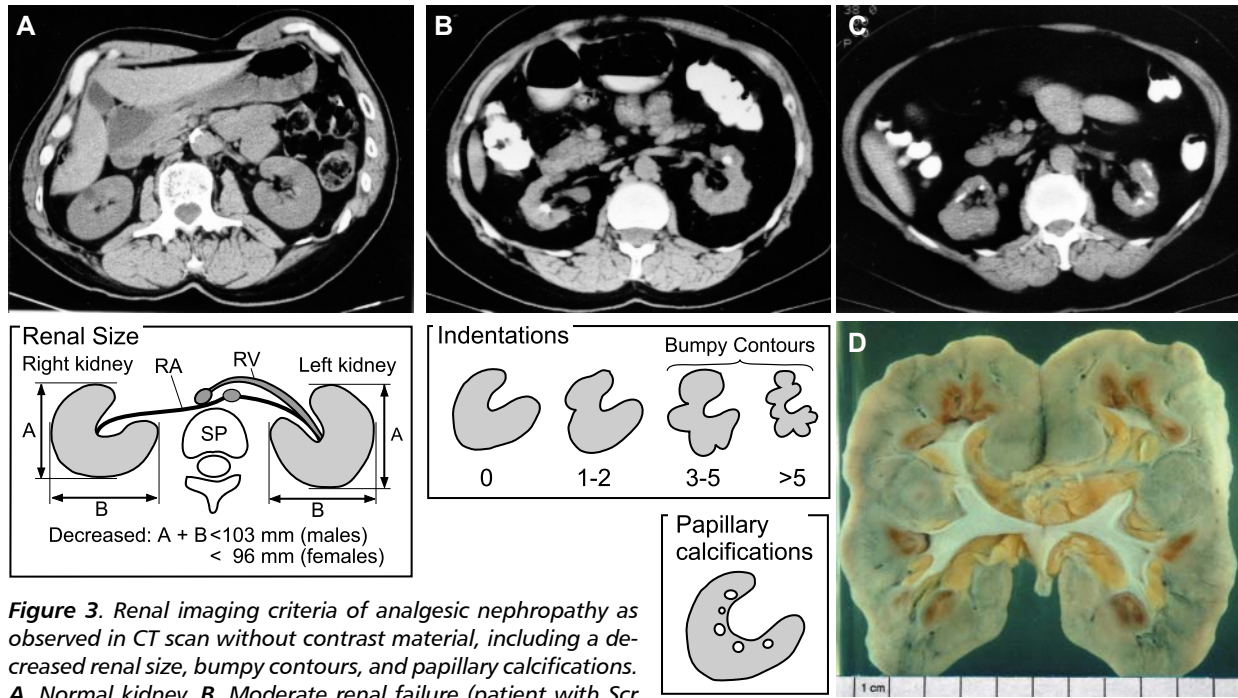 A
B
C
38 0
P
Renal Size
Right kidney
RA
RV
Left kidney
A
SP
A
B
B
Decreased: A + B <103 mm (males)
< 96 mm (females)
Indentations
Bumpy Contours
0
1-2
3-5
>5
Papillary
calcifications
D
1 cm
Figure 3. Renal imaging criteria of analgesic nephropathy as
observed in CT scan without contrast material, including a de-
creased renal size, bumpy contours, and papillary calcifications.
A. Normal kidney. B. Moderate renal failure (patient with Scr